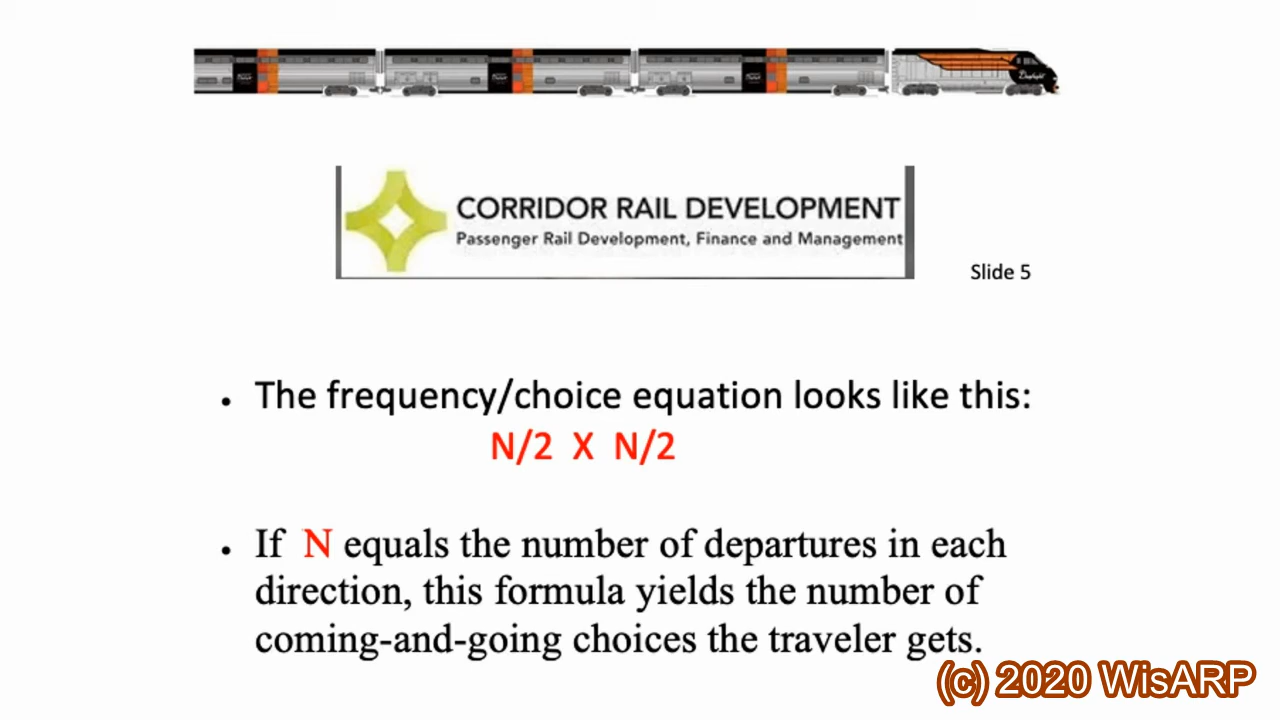 CORRIDOR RAIL DEVELOPMENT
Passenger Rail Development, Finance and Management
Slide 5
• The frequency/choice equation looks like this:
N/2 X N/2
• If N equals the number of departures in each
direction, this formula yields the number of
coming-and-going choices the traveler gets.
(c) 2020 WisARP